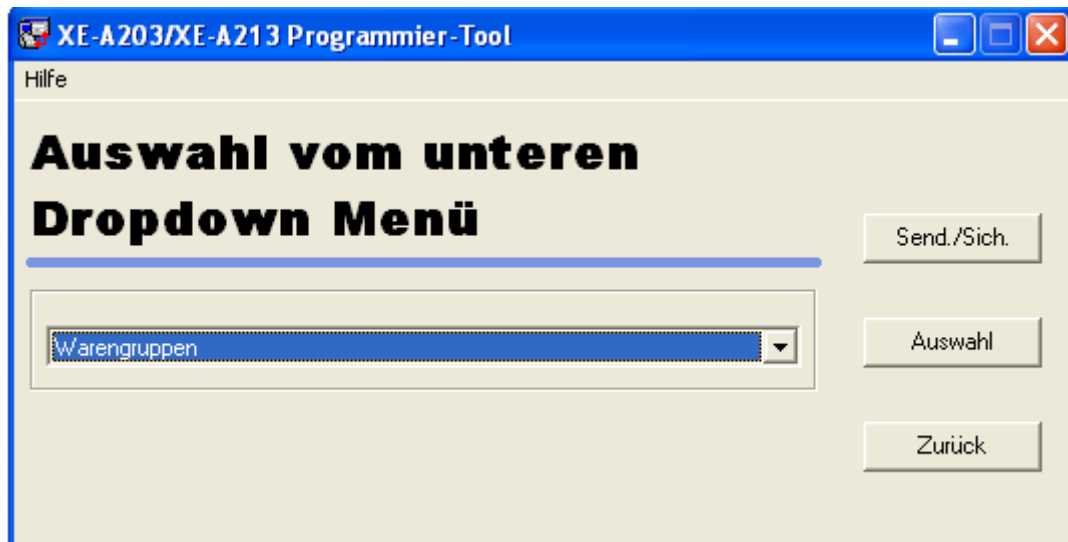 XE-A203/XE-A213 Programmier-Tool
Hilfe
Auswahl vom unteren
Dropdown Menü
Send./Sich.
Warengruppen
Auswahl
Zurück